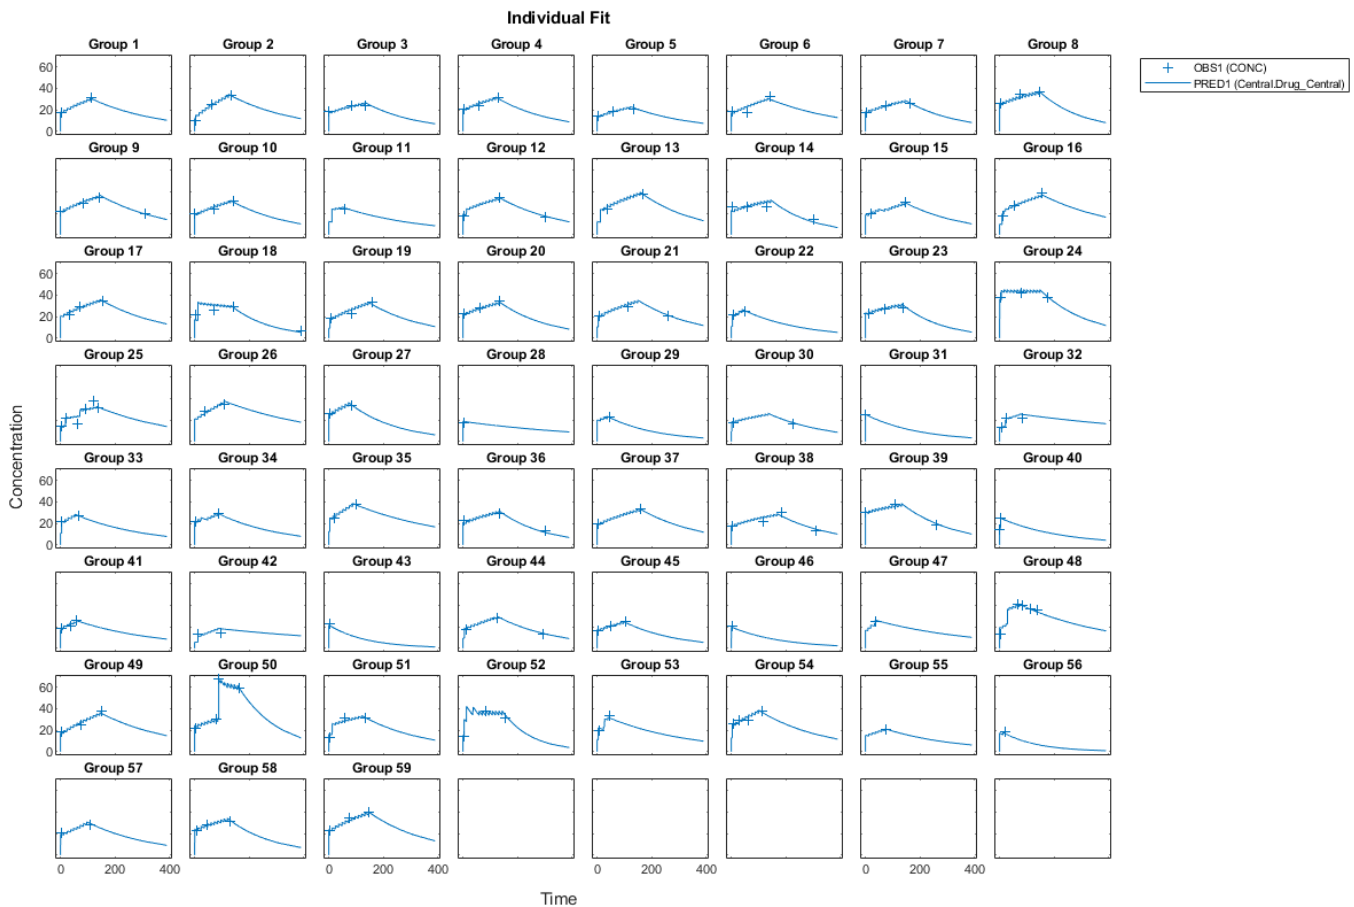 Individual Fit
OBS1 (CONC)
PRED1 (Central.Drug_Central)
Group 1 Group 2 Group 3 Group 4 Group 5 Group 6 Group 7 Group 8
60
40
20
0
Group 9 Group 10 Group 11 Group 12 Group 13 Group 14 Group 15 Group 16
Group 17 Group 18 Group 19 Group 20 Group 21 Group 22 Group 23 Group 24
60
40
20
0
Group 25 Group 26 Group 27 Group 28 Group 29 Group 30 Group 31 Group 32
Concentration
Group 33 Group 34 Group 35 Group 36 Group 37 Group 38 Group 39 Group 40
60
40
20
0
Group 41 Group 42 Group 43 Group 44 Group 45 Group 46 Group 47 Group 48
Group 49 Group 50 Group 51 Group 52 Group 53 Group 54 Group 55 Group 56
60
40
20
0
Group 57 Group 58 Group 59
0 200 400 0 200 400 0 200 400 0 200 400
Time